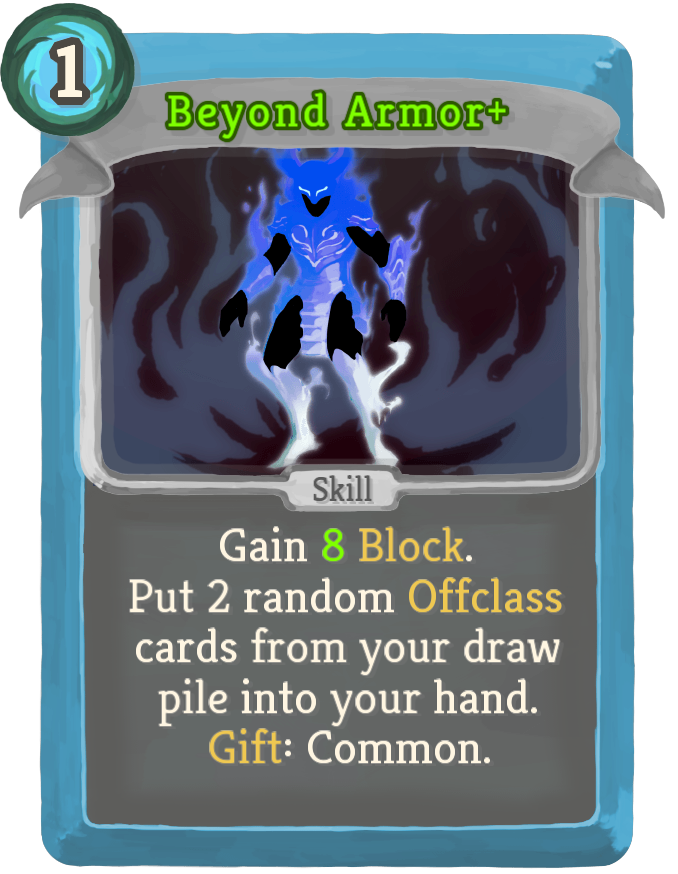 1
Beyond Armor+
Skill
Gain 8 Block.
Put 2 random Offclass
cards from your draw
pile into your hand.
Gift: Common.